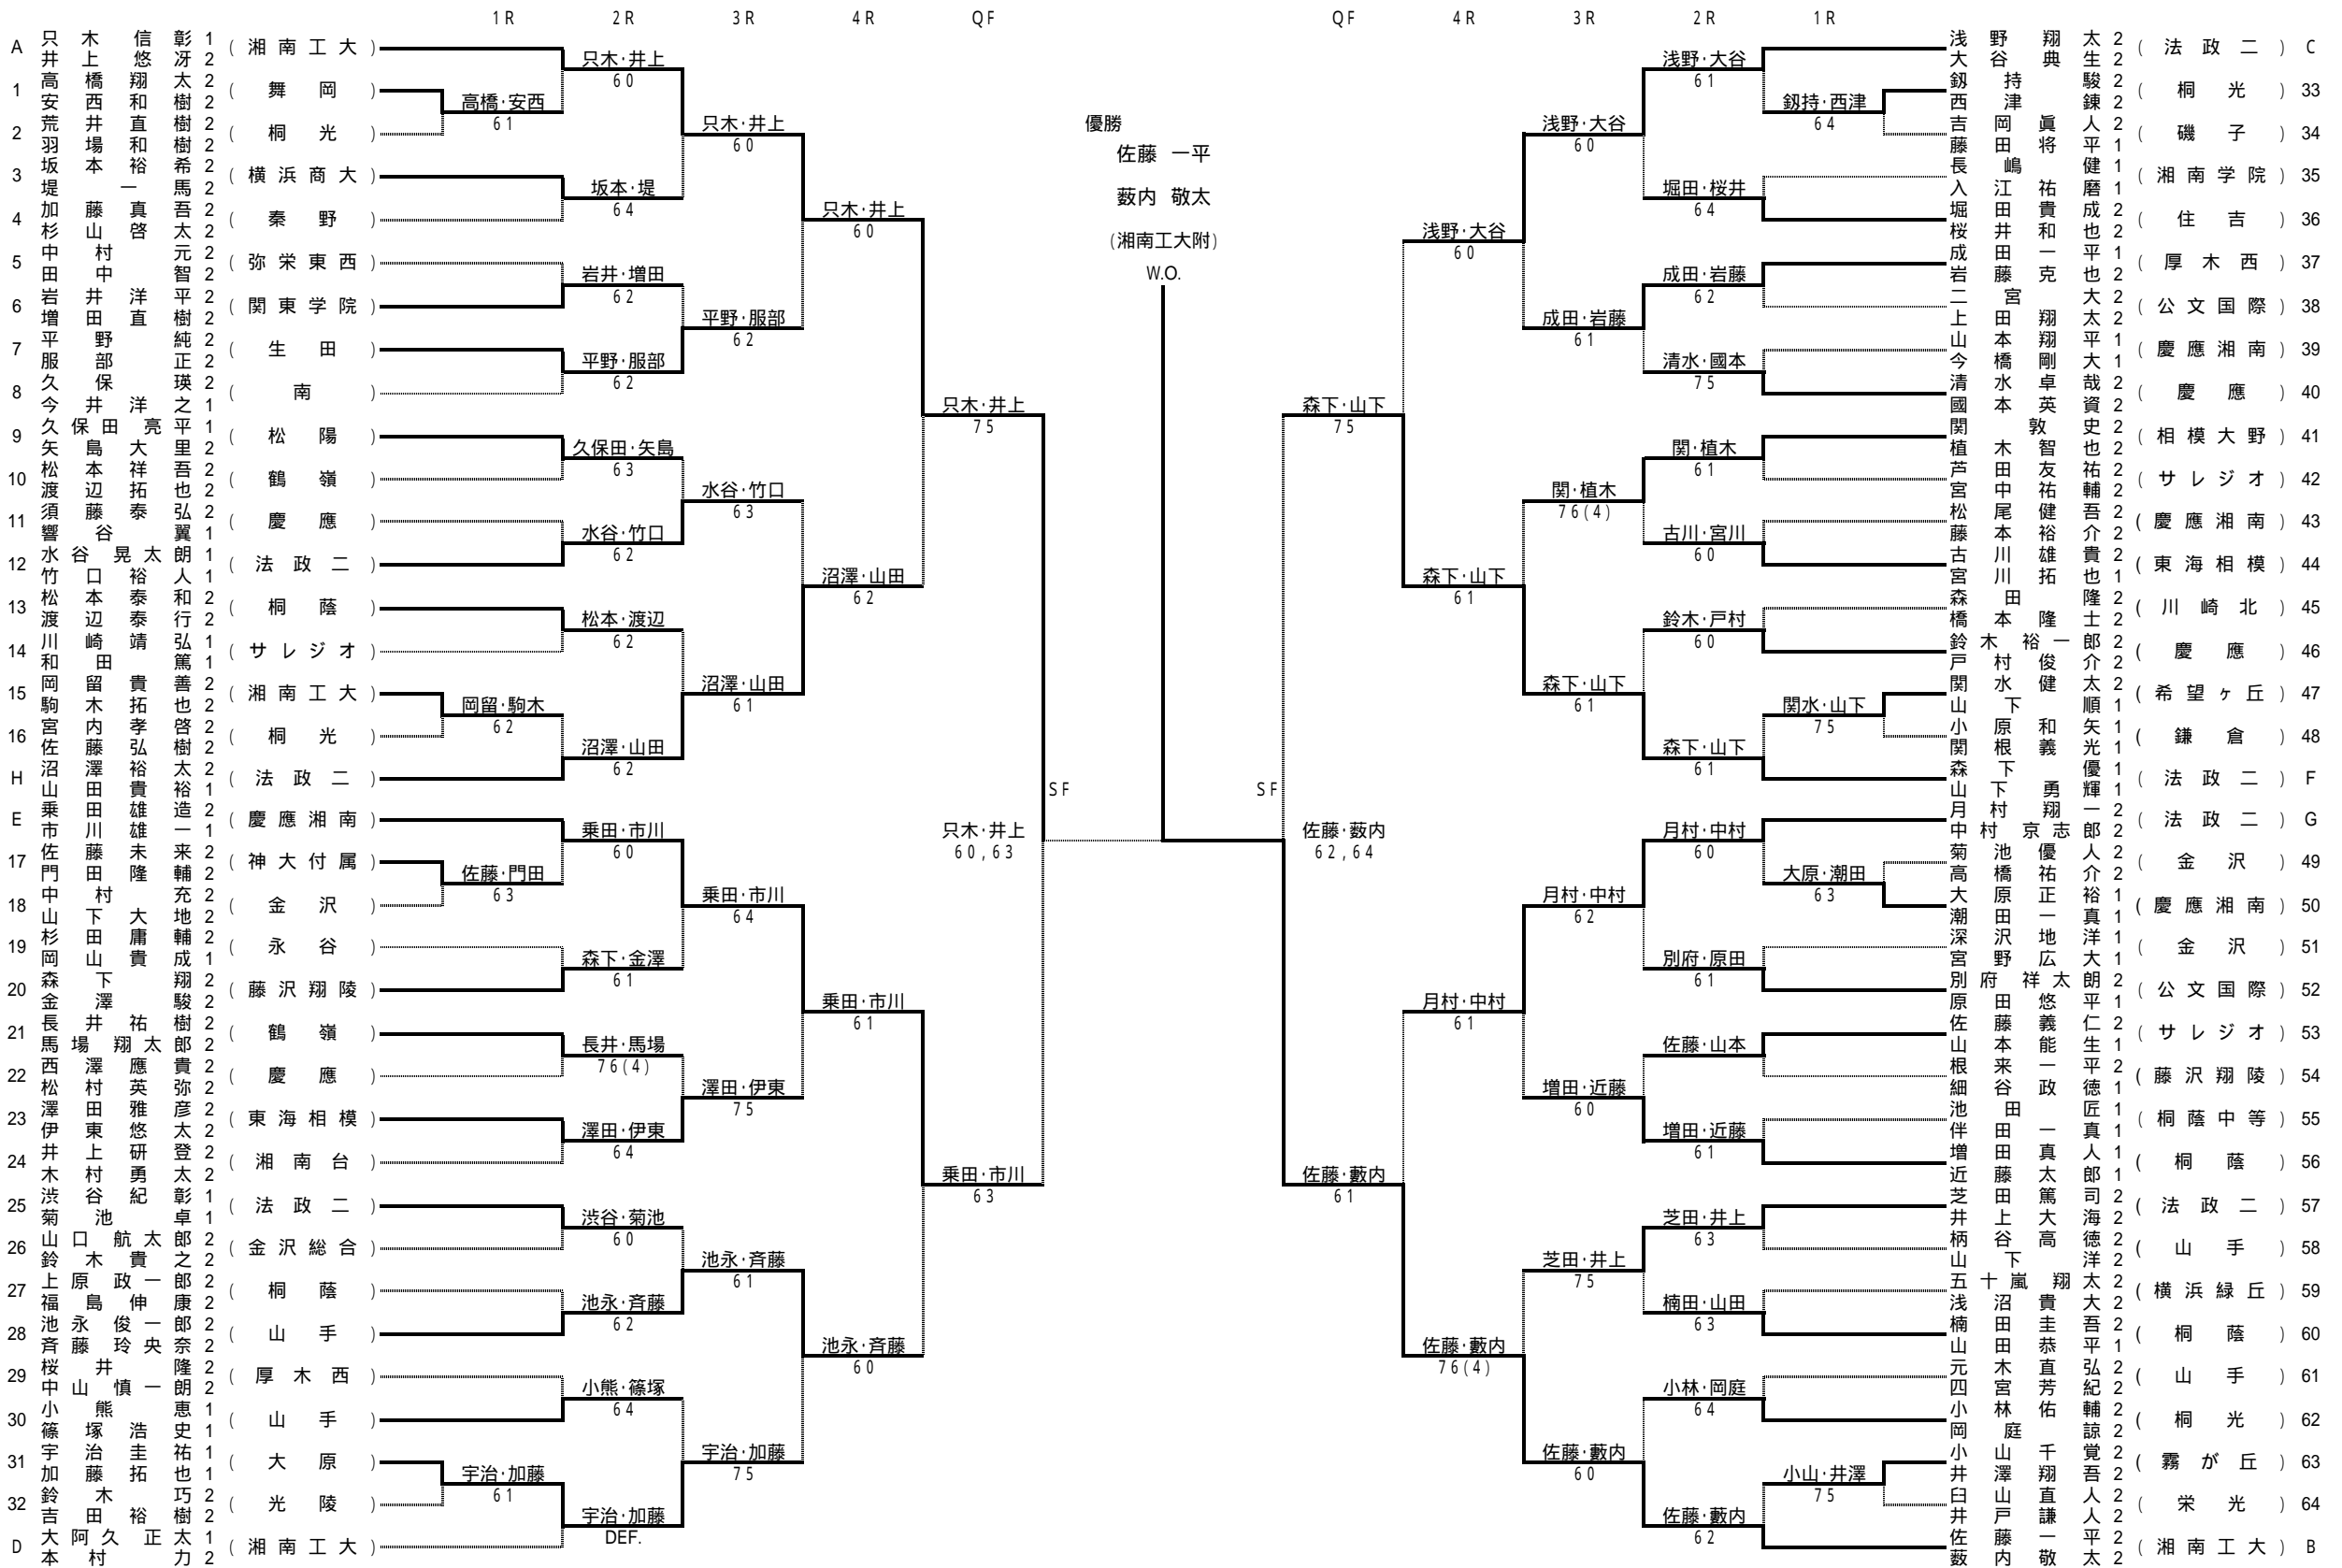 1R 2R 3R 4R QF QF 4R 3R 2R 1R
A 只木信彰 1 (湘南工大)
井上悠冴 2
1 高橋翔太 2 (舞岡)
安西和樹 2
2 荒井直樹 2 (桐光)
羽場和樹 2
3 坂本裕希 2 (横浜商大)
堤一馬 2
4 加藤真吾 2 (秦野)
杉山啓太 2
5 中村元 2 (弥栄東西)
田中智 2
6 岩井洋平 2 (関東学院)
増田直樹 2
7 平野純 2 (生田)
服部正 2
8 久保瑛 2 (南)
今井洋之 1
9 久保田亮平 1 (松陽)
矢島大里 2
10 松本祥吾 2 (鶴嶺)
渡辺拓也 2
11 須藤泰弘 2 (慶應)
響谷翼 1
12 水谷晃太朗 1 (法政二)
竹口裕人 1
13 松本泰和 2 (桐蔭)
渡辺泰行 2
14 川崎靖弘 1 (サレジオ)
和田篤 1
15 岡留貴善 2 (湘南工大)
駒木拓也 2
16 宮内孝啓 2 (桐光)
佐藤弘樹 2
H 沼澤裕太 2 (法政二)
山田貴裕 1
E 乗田雄造 2 (慶應湘南)
市川雄一 1
17 佐藤未来 2 (神大付属)
門田隆輔 2
18 中村充 2 (金沢)
山下大地 2
19 杉田庸輔 2 (永谷)
岡山貴成 1
20 森下翔 2 (藤沢翔陵)
金澤駿 2
21 長井祐樹 2 (鶴嶺)
馬場翔太郎 2
22 西澤應貴 2 (慶應)
松村英弥 2
23 澤田雅彦 2 (東海相模)
伊東悠太 2
24 井上研登 2 (湘南台)
木村勇太 2
25 渋谷紀彰 1 (法政二)
菊池卓 1
26 山口航太郎 2 (金沢総合)
鈴木貴之 2
27 上原政一郎 2 (桐蔭)
福島伸康 2
28 池永俊一郎 2 (山手)
斉藤玲央奈 2
29 桜井隆 2 (厚木西)
中山慎一朗 2
30 小熊恵 1 (山手)
篠塚浩史 1
31 宇治圭祐 1 (大原)
加藤拓也 1
32 鈴木巧 2 (光陵)
吉田裕樹 2
D 大阿久正太 1 (湘南工大)
本村力 2
高橋・安西
61
岡留・駒木
62
佐藤・門田
63
宇治・加藤
61
只木・井上
60
坂本・堤
64
岩井・増田
62
平野・服部
62
久保田・矢島
63
水谷・竹口
62
松本・渡辺
62
沼澤・山田
62
乗田・市川
60
森下・金澤
61
長井・馬場
76(4)
澤田・伊東
64
渋谷・菊池
60
池永・斉藤
62
小熊・篠塚
64
宇治・加藤
DEF.
只木・井上
60
平野・服部
62
水谷・竹口
63
沼澤・山田
61
乗田・市川
64
澤田・伊東
75
池永・斉藤
61
宇治・加藤
75
只木・井上
60
沼澤・山田
62
乗田・市川
61
池永・斉藤
60
只木・井上
75
乗田・市川
63
SF
只木・井上
60,63
優勝
佐藤 一平
薮内 敬太
(湘南工大附)
W.O.
SF
佐藤・薮内
62,64
森下・山下
75
佐藤・藪内
61
浅野・大谷
60
森下・山下
61
月村・中村
61
佐藤・藪内
76(4)
浅野・大谷
60
成田・岩藤
61
関・植木
76(4)
森下・山下
61
月村・中村
62
増田・近藤
60
芝田・井上
75
佐藤・藪内
60
浅野・大谷
61
堀田・桜井
64
成田・岩藤
62
清水・國本
75
関・植木
61
古川・宮川
60
鈴木・戸村
60
森下・山下
61
月村・中村
60
別府・原田
61
佐藤・山本
増田・近藤
61
芝田・井上
63
楠田・山田
63
小林・岡庭
64
佐藤・藪内
62
釼持・西津
64
関水・山下
75
大原・潮田
63
小山・井澤
75
浅野翔太 2 (法政二) C
大谷典生 2
釼持駿 2 (桐光) 33
西津錬 2
吉岡眞人 2 (磯子) 34
藤田将平 1
長嶋健 1 (湘南学院) 35
入江祐磨 1
堀田貴成 2 (住吉) 36
桜井和也 2
成田一平 1 (厚木西) 37
岩藤克也 2
二宮大 2 (公文国際) 38
上田翔太 2
山本翔平 1 (慶應湘南) 39
今橋剛大 1
清水卓哉 2 (慶應) 40
國本英資 2
関敦史 2 (相模大野) 41
植木智也 2
芦田友祐 2 (サレジオ) 42
宮中祐輔 2
松尾健吾 2 (慶應湘南) 43
藤本裕介 2
古川雄貴 2 (東海相模) 44
宮川拓也 1
森田隆 2 (川崎北) 45
橋本隆士 2
鈴木裕一郎 2 (慶應) 46
戸村俊介 2
関水健太 2 (希望ヶ丘) 47
山下順 1
小原和矢 1 (鎌倉) 48
関根義光 1
森下優 1 (法政二) F
山下勇輝 1
月村翔一 2 (法政二) G
中村京志郎 2
菊池優人 2 (金沢) 49
高橋祐介 2
大原正裕 1 (慶應湘南) 50
潮田一真 1
深沢地洋 1 (金沢) 51
宮野広大 1
別府祥太朗 2 (公文国際) 52
原田悠平 1
佐藤義仁 2 (サレジオ) 53
山本能生 1
根来一平 2 (藤沢翔陵) 54
細谷政徳 1
池田匠 1 (桐蔭中等) 55
伴田一真 1
増田真人 1 (桐蔭) 56
近藤太郎 1
芝田篤司 2 (法政二) 57
井上大海 2
柄谷高徳 2 (山手) 58
山下洋 2
五十嵐翔太 2 (横浜緑丘) 59
浅沼貴大 2
楠田圭吾 2 (桐蔭) 60
山田恭平 1
元木直弘 2 (山手) 61
四宮芳紀 2
小林佑輔 2 (桐光) 62
岡庭諒 2
小山千覚 2 (霧が丘) 63
井澤翔吾 2
臼山直人 2 (栄光) 64
井戸謙人 2
佐藤一平 2 (湘南工大) B
薮内敬太 2